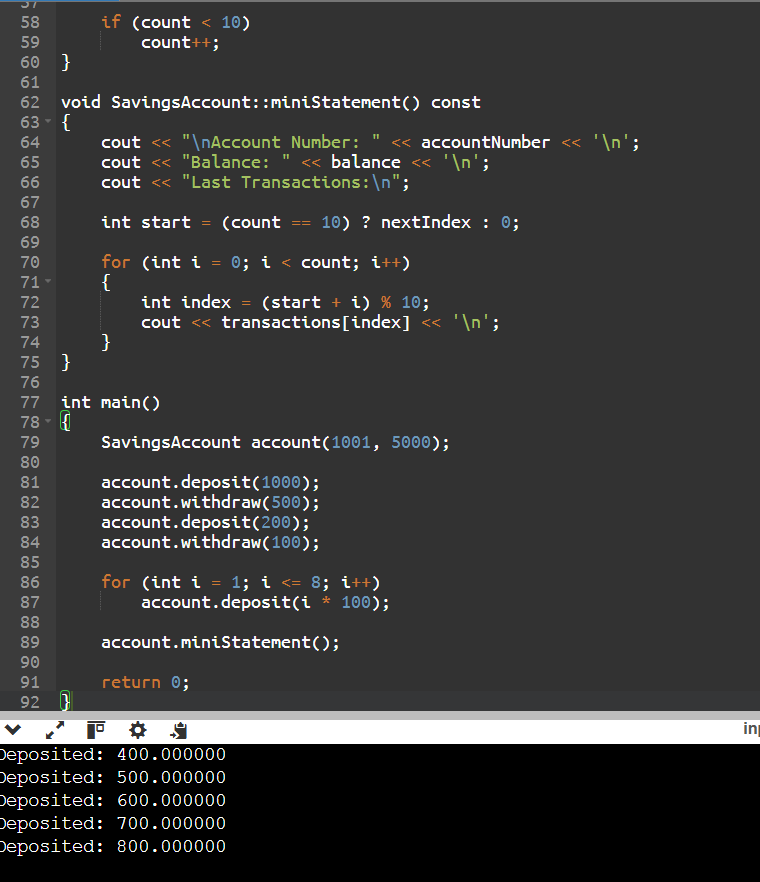 57
58 if (count < 10)
59 count++;
60 }
61
62 void SavingsAccount::miniStatement() const
63 {
64 cout << "\nAccount Number: " << accountNumber << '\n';
65 cout << "Balance: " << balance << '\n';
66 cout << "Last Transactions:\n";
67
68 int start = (count == 10) ? nextIndex : 0;
69
70 for (int i = 0; i < count; i++)
71 {
72 int index = (start + i) % 10;
73 cout << transactions[index] << '\n';
74 }
75 }
76
77 int main()
78 {
79 SavingsAccount account(1001, 5000);
80
81 account.deposit(1000);
82 account.withdraw(500);
83 account.deposit(200);
84 account.withdraw(100);
85
86 for (int i = 1; i <= 8; i++)
87 account.deposit(i * 100);
88
89 account.miniStatement();
90
91 return 0;
92 }
Deposited: 400.000000
Deposited: 500.000000
Deposited: 600.000000
Deposited: 700.000000
Deposited: 800.000000